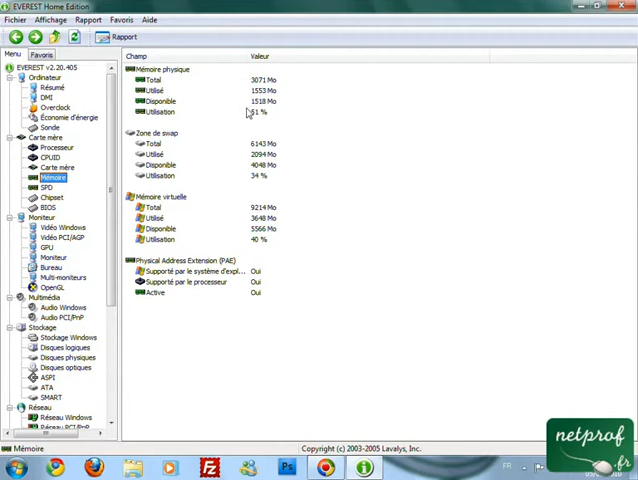 EVEREST Home Edition
Fichier Affichage Rapport Favoris Aide
Rapport
Menu Favoris
Champ Valeur
EVEREST v2.20.405
Ordinateur
Résumé
DMI
Overclock
Économie d'énergie
Sonde
Carte mère
Processeur
CPUID
Carte mère
Mémoire
SPD
Chipset
BIOS
Moniteur
Vidéo Windows
Vidéo PCI/AGP
GPU
Moniteur
Bureau
Multi-moniteurs
OpenGL
Multimédia
Audio Windows
Audio PCI/PnP
Stockage
Stockage Windows
Disques logiques
Disques physiques
Disques optiques
ASPI
ATA
SMART
Réseau
Réseau Windows
Réseau PCI/PnP
Mémoire physique
Total 3071 Mo
Utilisé 1553 Mo
Disponible 1518 Mo
Utilisation 51 %
Zone de swap
Total 6143 Mo
Utilisé 2094 Mo
Disponible 4048 Mo
Utilisation 34 %
Mémoire virtuelle
Total 9214 Mo
Utilisé 3648 Mo
Disponible 5566 Mo
Utilisation 40 %
Physical Address Extension (PAE)
Supporté par le système d'expl... Oui
Supporté par le processeur Oui
Active Oui
Mémoire
Copyright (c) 2003-2005 Lavalys, Inc.
netprof
.fr
Ps
FR